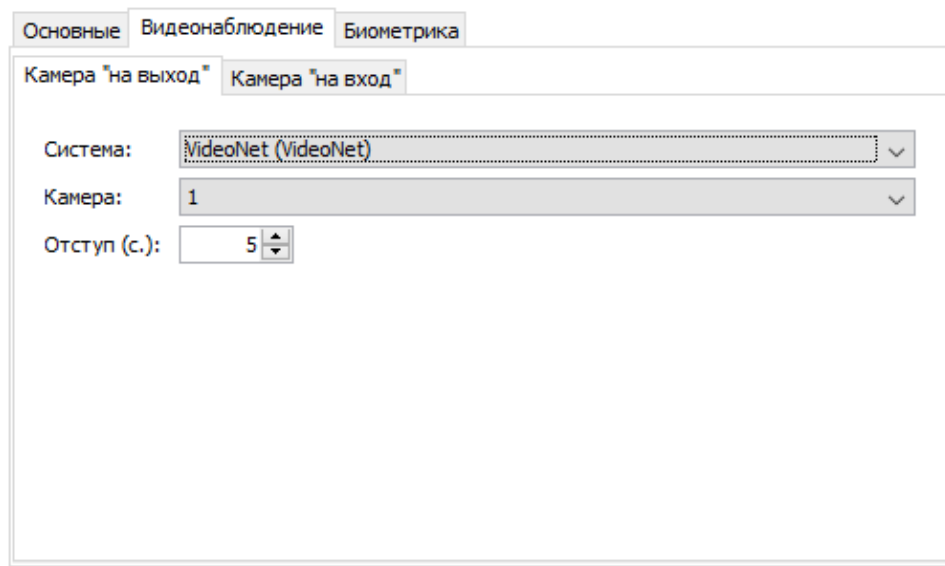 Основные Видеонаблюдение Биометрика
Камера "на выход" Камера "на вход"
Система: VideoNet (VideoNet)
Камера: 1
Отступ (с.): 5